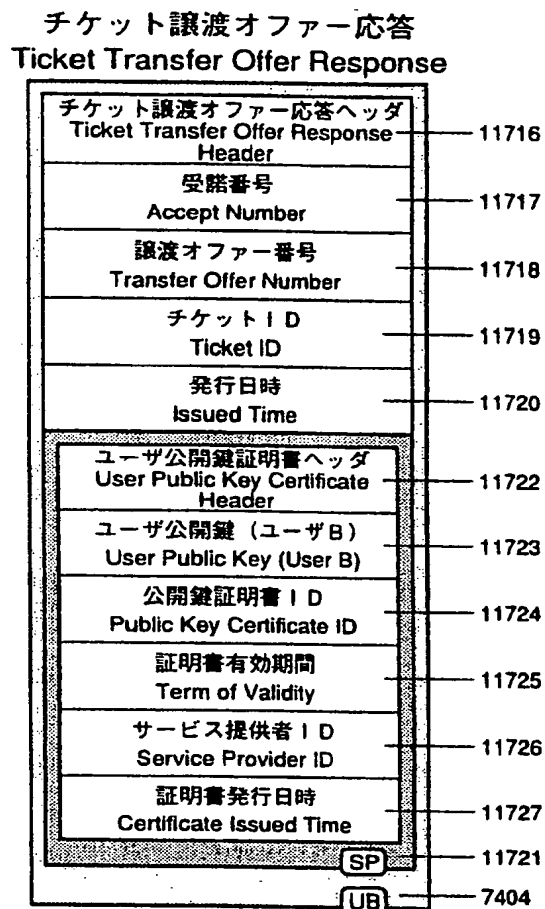 チケット譲渡オファー応答
Ticket Transfer Offer Response
チケット譲渡オファー応答ヘッダ
Ticket Transfer Offer Response
Header
11716
受諾番号
Accept Number
11717
譲渡オファー番号
Transfer Offer Number
11718
チケットID
Ticket ID
11719
発行日時
Issued Time
11720
ユーザ公開鍵証明書ヘッダ
User Public Key Certificate
Header
11722
ユーザ公開鍵（ユーザB）
User Public Key (User B)
11723
公開鍵証明書ID
Public Key Certificate ID
11724
証明書有効期間
Term of Validity
11725
サービス提供者ID
Service Provider ID
11726
証明書発行日時
Certificate Issued Time
11727
SP
11721
UB
7404